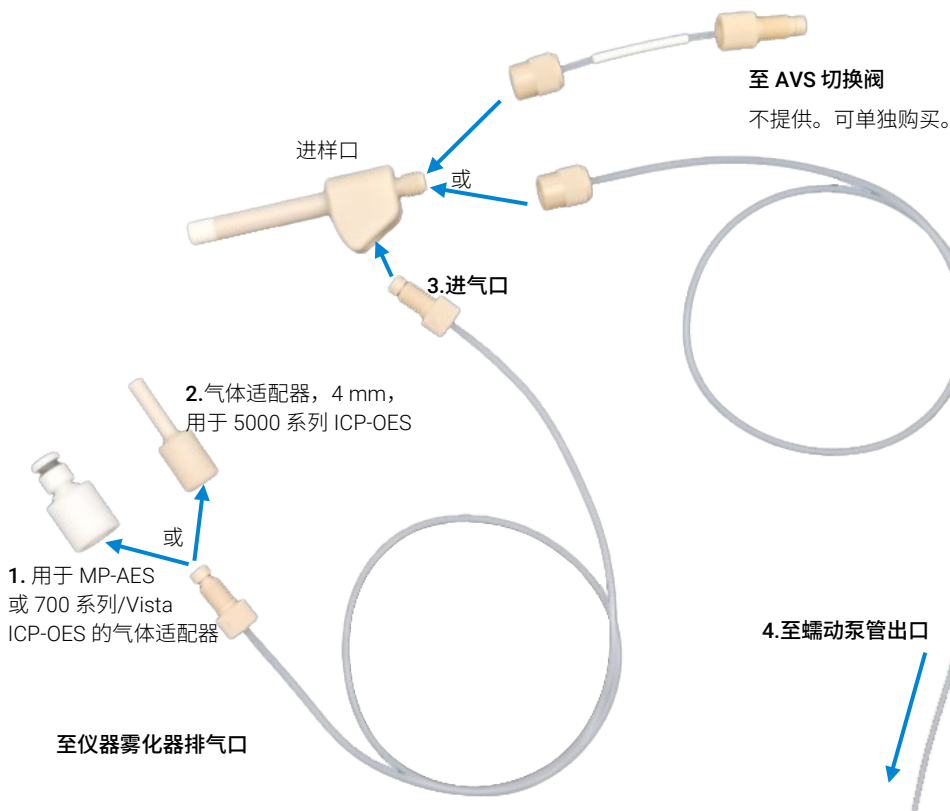 至 AVS 切换阀
不提供。可单独购买。
进样口
或
3.进气口
2.气体适配器，4 mm，
用于 5000 系列 ICP-OES
或
1. 用于 MP-AES
或 700 系列/Vista
ICP-OES 的气体适配器
4.至蠕动泵管出口
至仪器雾化器排气口